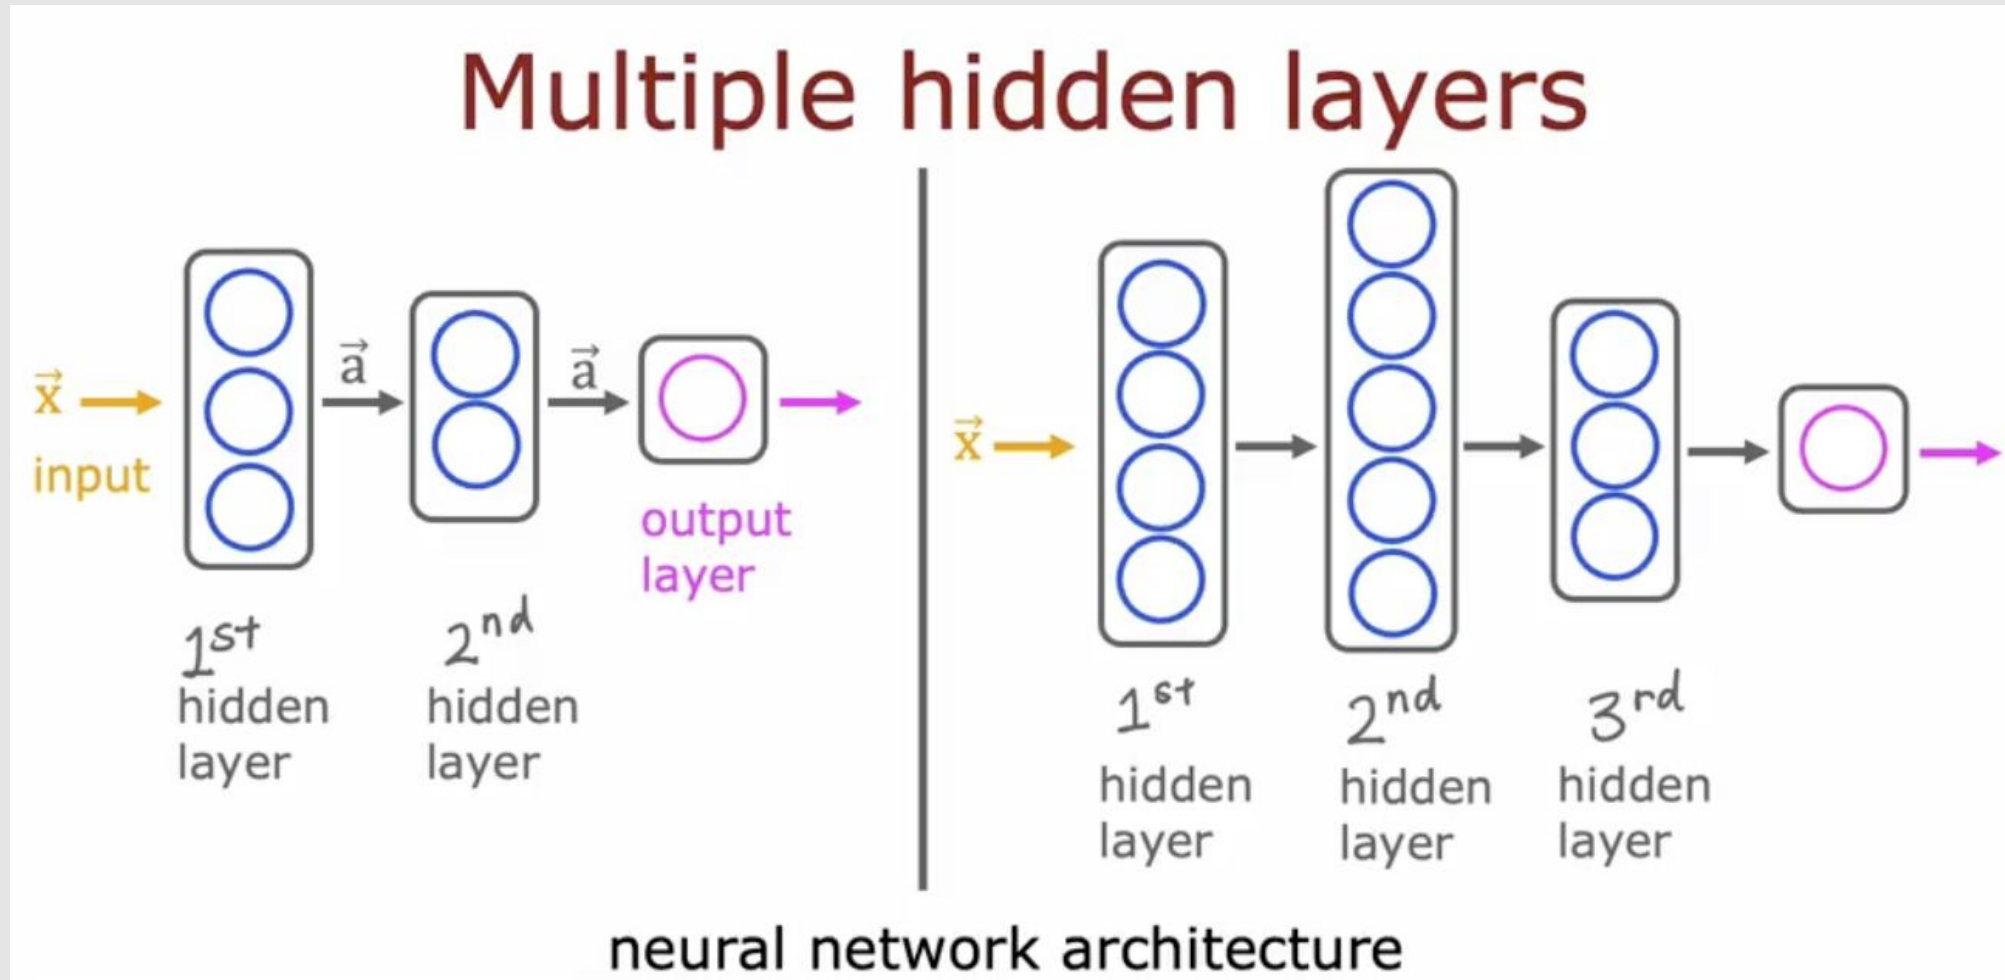 Multiple hidden layers
x⃗
input
a⃗
a⃗
output
layer
1st
hidden
layer
2nd
hidden
layer
x⃗
1st
hidden
layer
2nd
hidden
layer
3rd
hidden
layer
neural network architecture